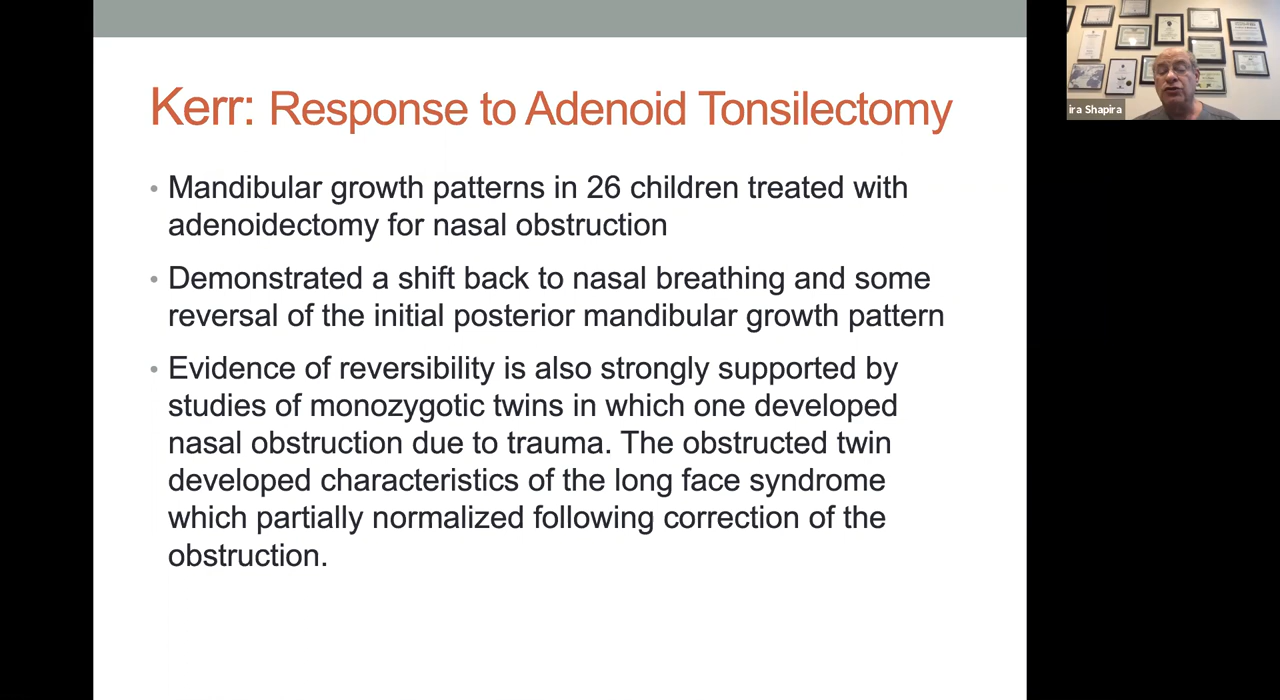 Kerr: Response to Adenoid Tonsilectomy
• Mandibular growth patterns in 26 children treated with
adenoidectomy for nasal obstruction
• Demonstrated a shift back to nasal breathing and some
reversal of the initial posterior mandibular growth pattern
• Evidence of reversibility is also strongly supported by
studies of monozygotic twins in which one developed
nasal obstruction due to trauma. The obstructed twin
developed characteristics of the long face syndrome
which partially normalized following correction of the
obstruction.
ira Shapira